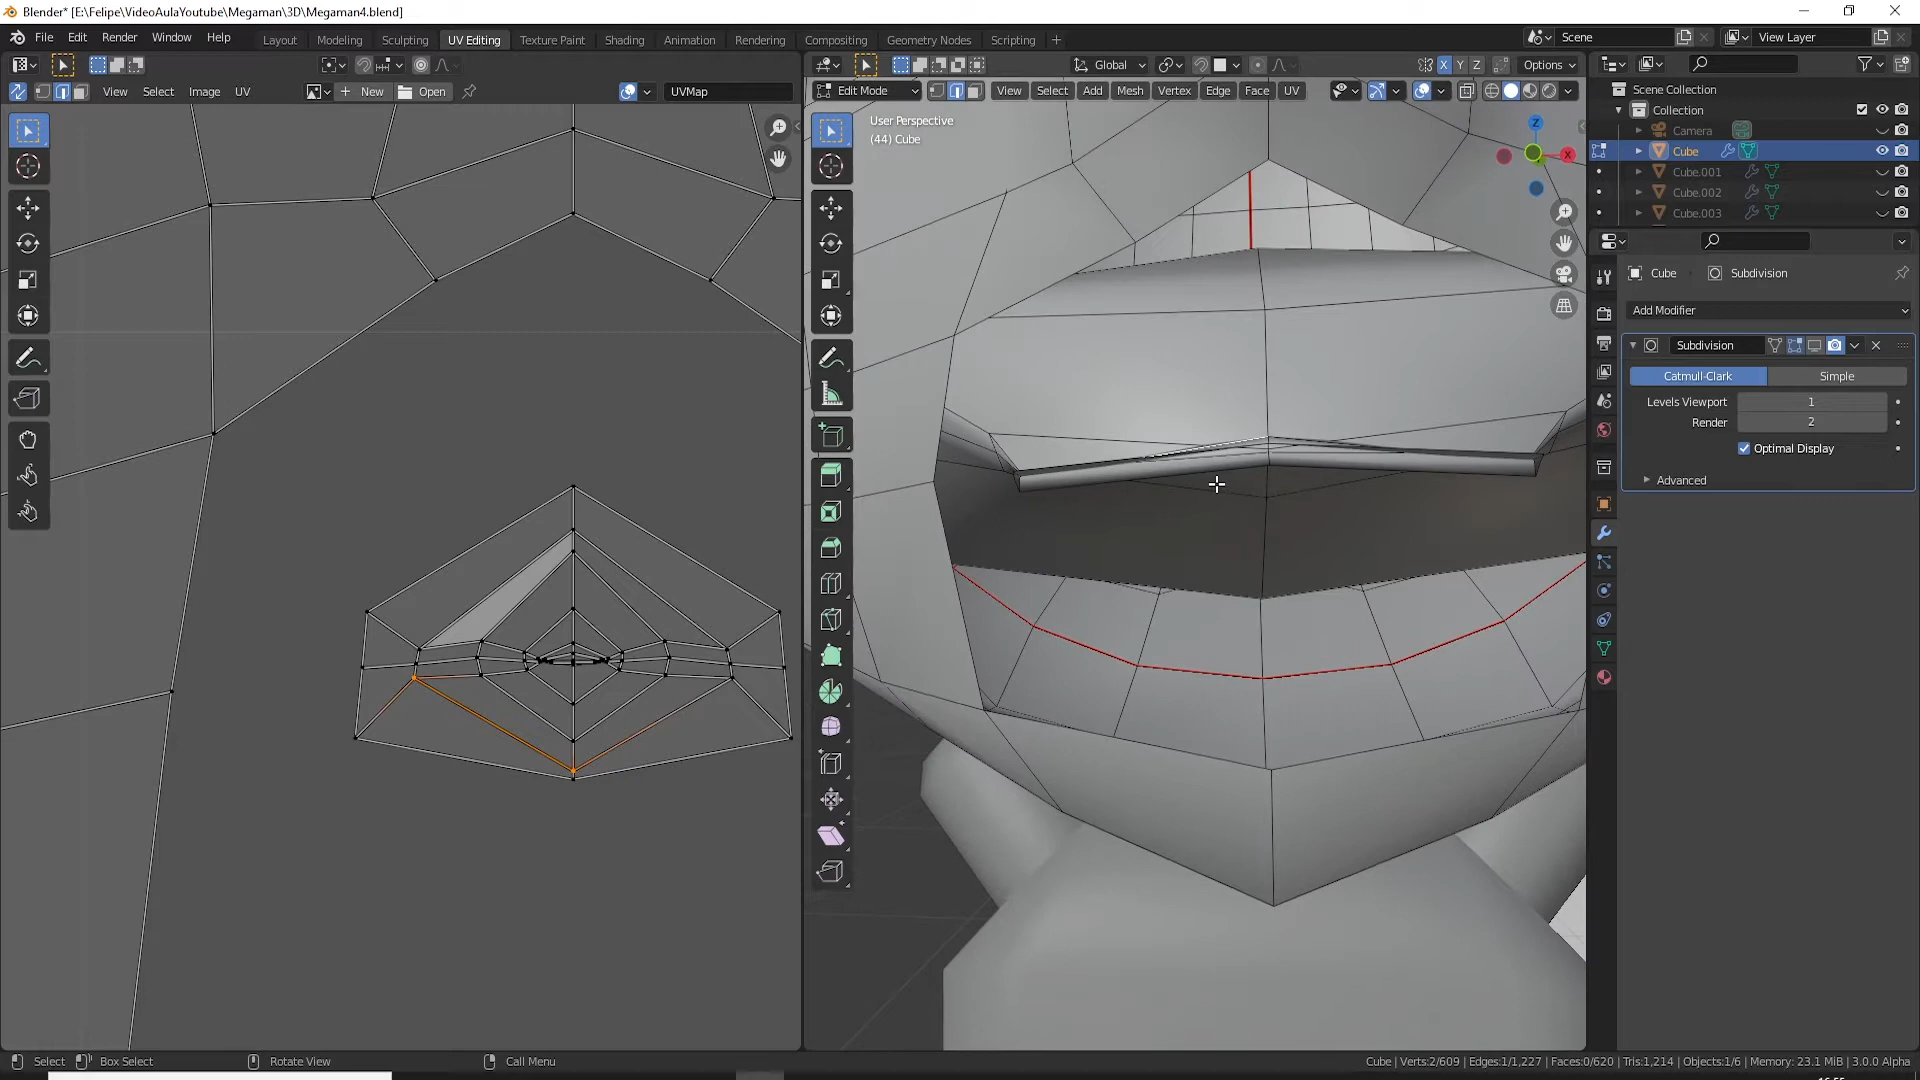 Blender* [E:\Felipe\VideoAulaYoutube\Megaman\3D\Megaman4.blend]
File Edit Render Window Help Layout Modeling Sculpting UV Editing Texture Paint Shading Animation Rendering Compositing Geometry Nodes Scripting + Scene View Layer
Global X Y Z Options
View Select Image UV New Open UVMap Edit Mode View Select Add Mesh Vertex Edge Face UV
User Perspective
(44) Cube
Z
X
Scene Collection
Collection
Camera
Cube
Cube.001
Cube.002
Cube.003
Cube Subdivision
Add Modifier
Subdivision
Catmull-Clark Simple
Levels Viewport 1
Render 2
Optimal Display
Advanced
Select Box Select Rotate View Call Menu Cube | Verts:2/609 | Edges:1/1,227 | Faces:0/620 | Tris:1,214 | Objects:1/6 | Memory: 23.1 MiB | 3.0.0 Alpha